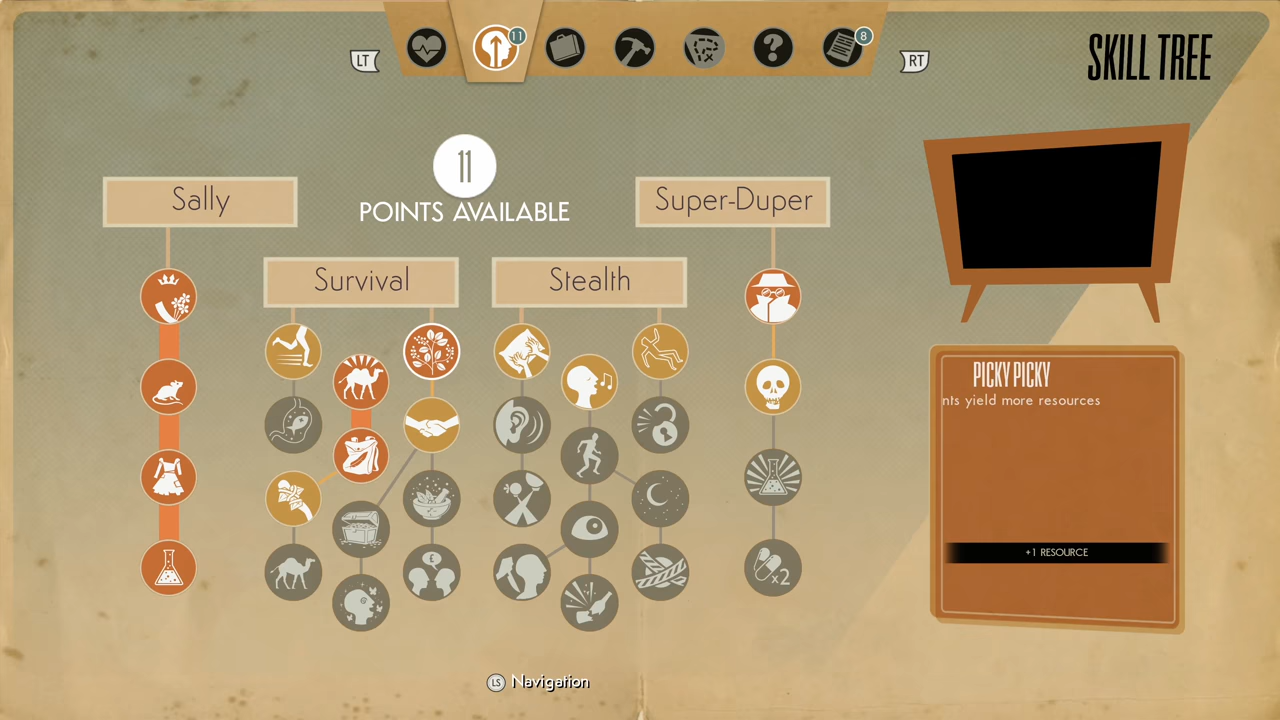 LT
11
8
RT
SKILL TREE
11
POINTS AVAILABLE
Sally
Super-Duper
Survival
Stealth
PICKY PICKY
nts yield more resources
+1 RESOURCE
£
x2
LS Navigation